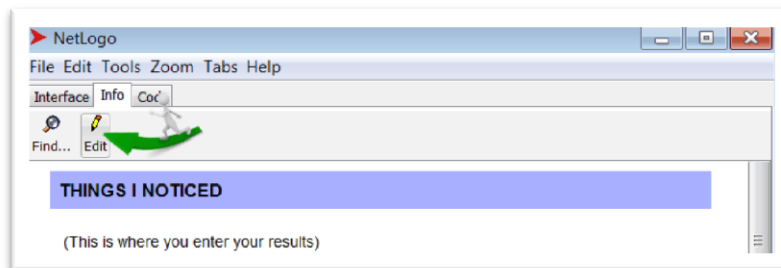 NetLogo
File Edit Tools Zoom Tabs Help
Interface Info
Find... Edit
THINGS I NOTICED
(This is where you enter your results)